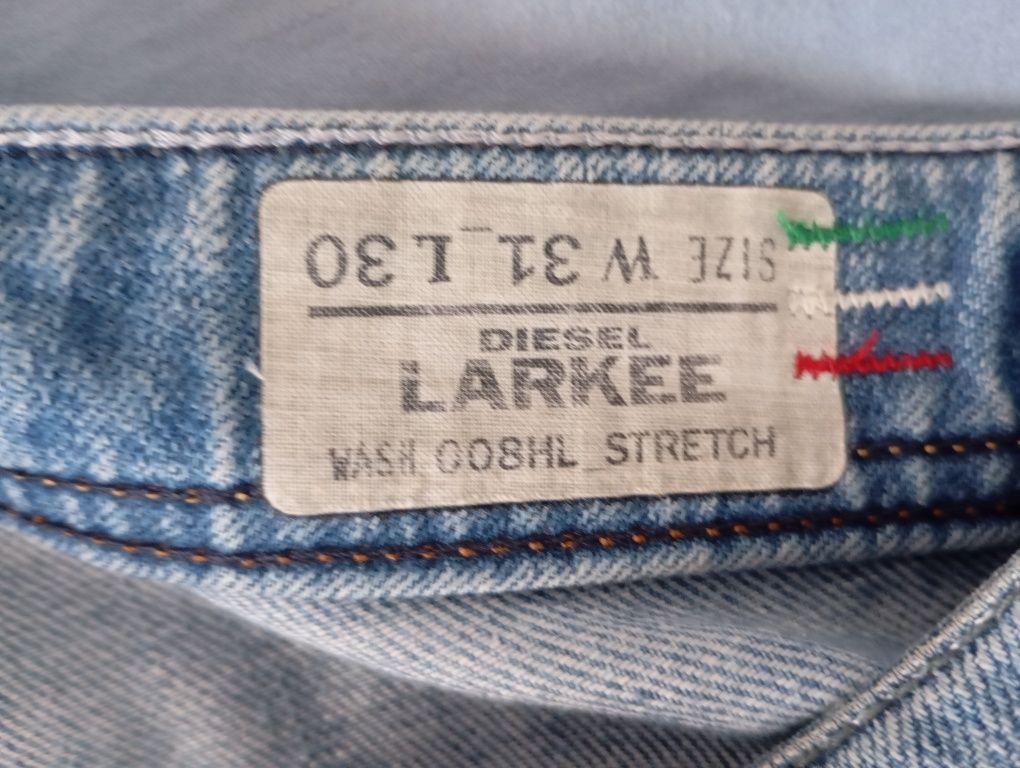 SIZE W 31 L 30
DIESEL
LARKEE
WASH 008HL_STRETCH